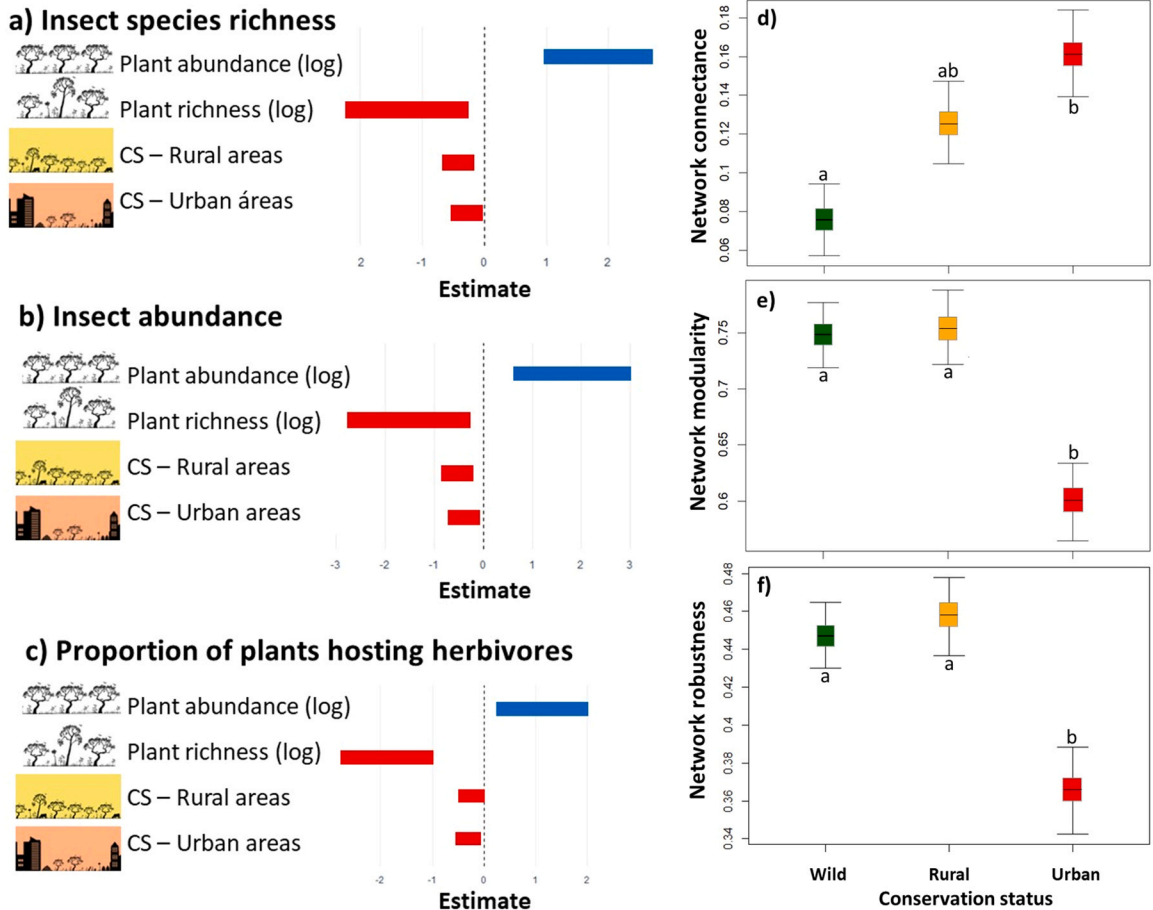 a) Insect species richness
Plant abundance (log)
Plant richness (log)
CS – Rural areas
CS – Urban áreas
2 -1 0 1 2
Estimate
b) Insect abundance
Plant abundance (log)
Plant richness (log)
CS – Rural areas
CS – Urban areas
-3 -2 -1 0 1 2 3
Estimate
c) Proportion of plants hosting herbivores
Plant abundance (log)
Plant richness (log)
CS – Rural areas
CS – Urban areas
-2 -1 0 1 2
Estimate
d)
Network connectance
0.18
0.16
0.14
0.12
0.1
0.08
0.06
a
ab
b
e)
Network modularity
0.75
0.7
0.65
0.6
a
a
b
f)
Network robustness
0.48
0.46
0.44
0.42
0.4
0.38
0.36
0.34
a
a
b
Wild Rural Urban
Conservation status